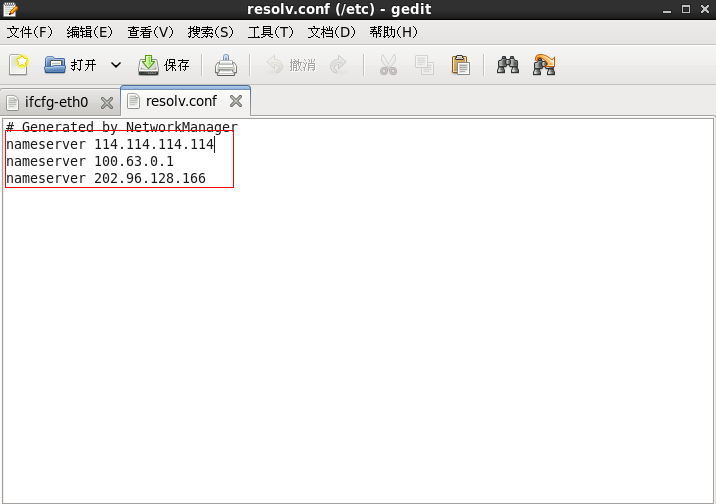 resolv.conf (/etc) - gedit
文件(F) 编辑(E) 查看(V) 搜索(S) 工具(T) 文档(D) 帮助(H)
打开 保存 撤消
ifcfg-eth0 resolv.conf
# Generated by NetworkManager
nameserver 114.114.114.114
nameserver 100.63.0.1
nameserver 202.96.128.166